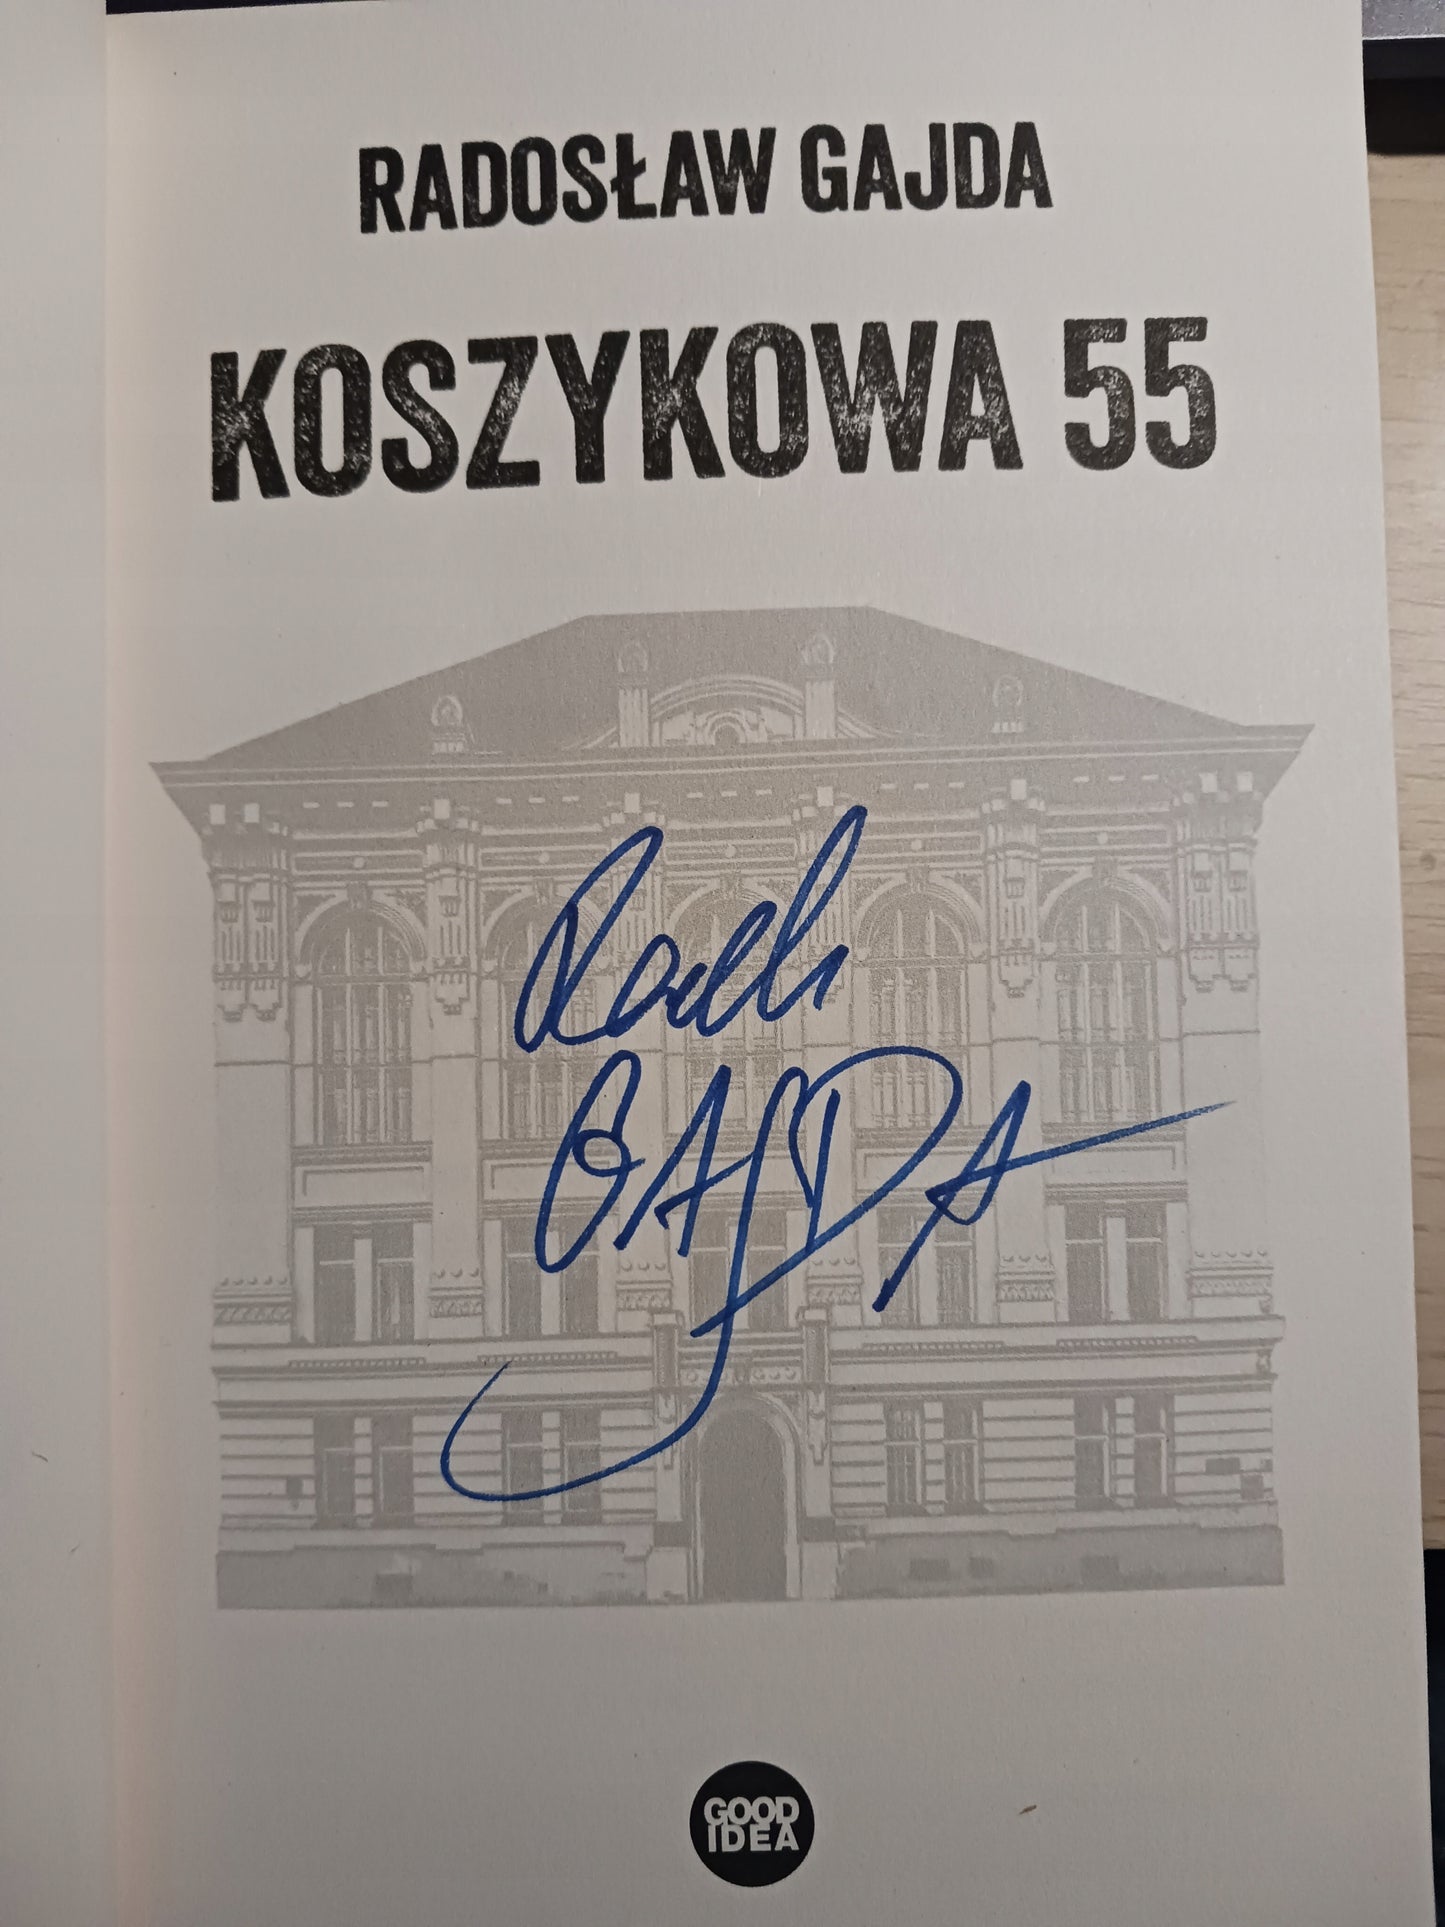 RADOSŁAW GAJDA
KOSZYKOWA 55
Radek
GAJDA
GOOD
IDEA